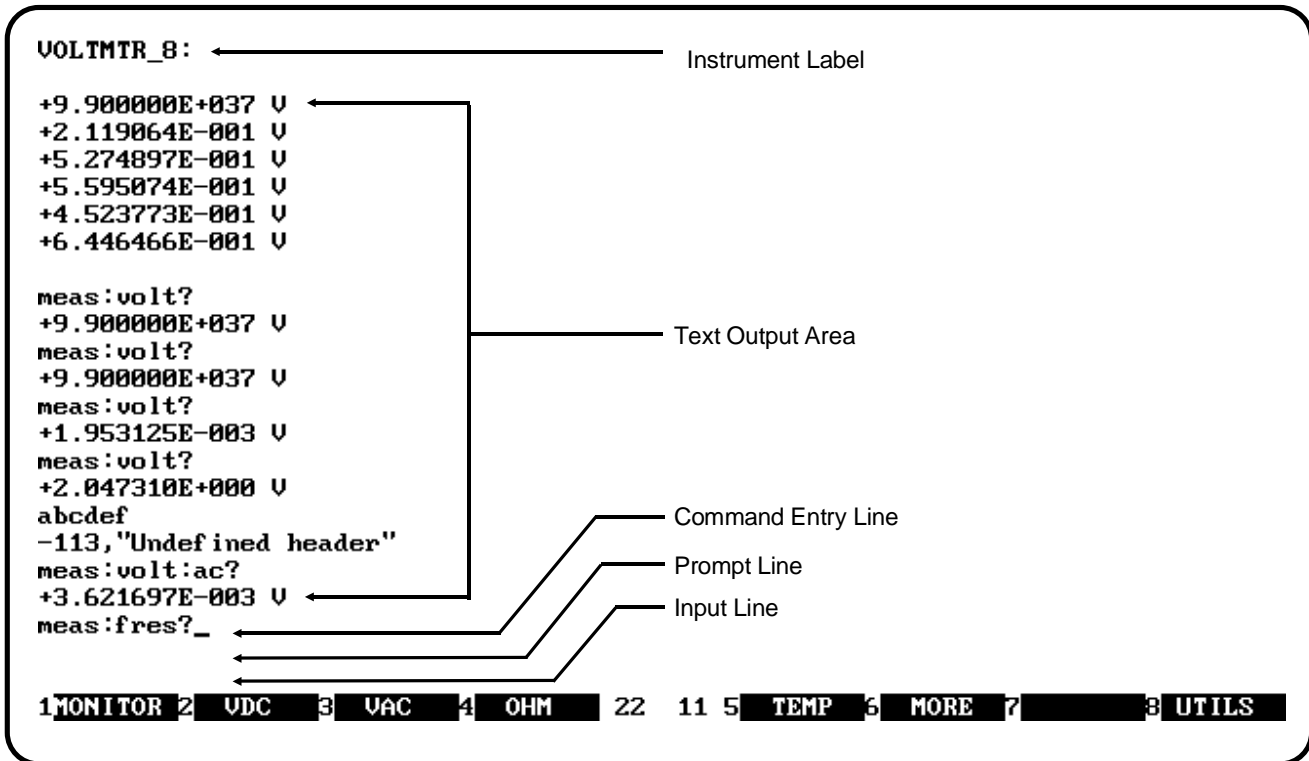 VOLTMTR_8:
Instrument Label
+9.900000E+037 V
+2.119064E-001 V
+5.274897E-001 V
+5.595074E-001 V
+4.523773E-001 V
+6.446466E-001 V
meas:volt?
+9.900000E+037 V
Text Output Area
meas:volt?
+9.900000E+037 V
meas:volt?
+1.953125E-003 V
meas:volt?
+2.047310E+000 V
abcdef
Command Entry Line
-113,"Undefined header"
meas:volt:ac?
Prompt Line
+3.621697E-003 V
Input Line
meas:fres?_
1MONITOR 2 VDC 3 VAC 4 OHM 22 11 5 TEMP 6 MORE 7 8 UTILS